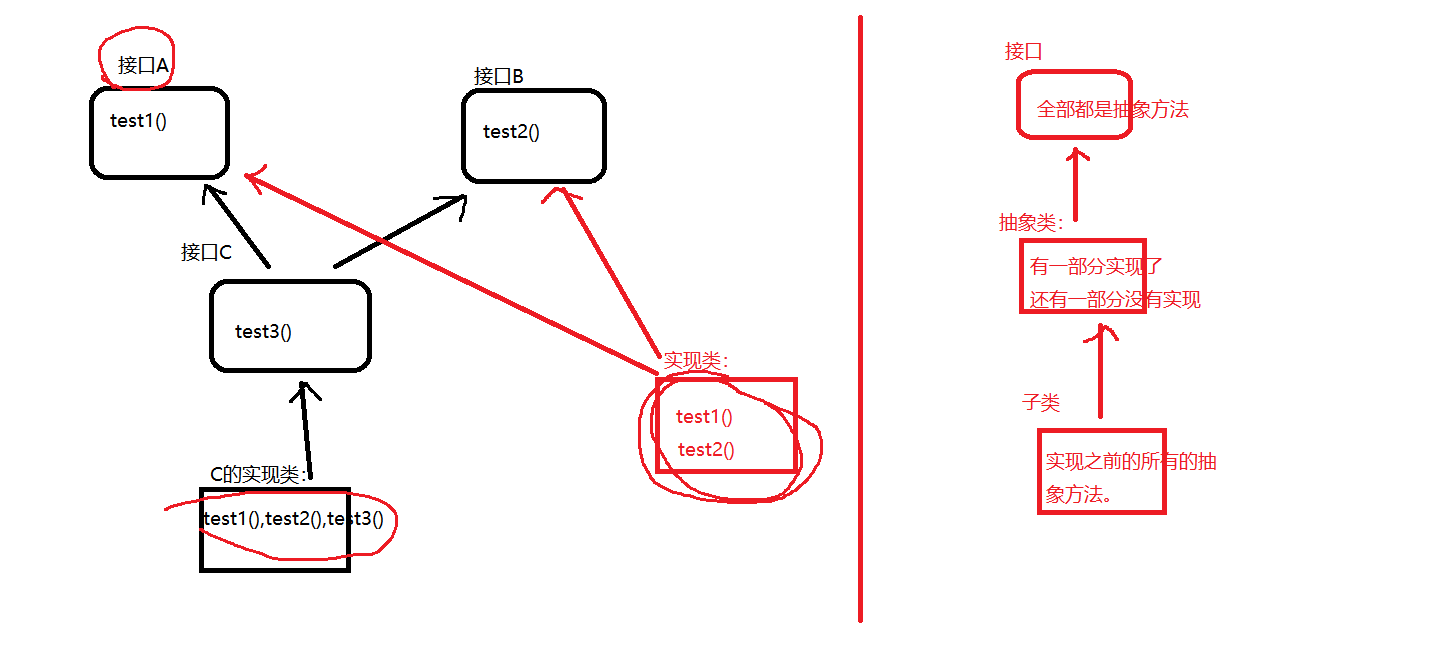 接口A
test1()
接口B
test2()
接口C
test3()
C的实现类:
test1(),test2(),test3()
实现类:
test1()
test2()
接口
全部都是抽象方法
抽象类:
有一部分实现了
还有一部分没有实现
子类
实现之前的所有的抽
象方法。